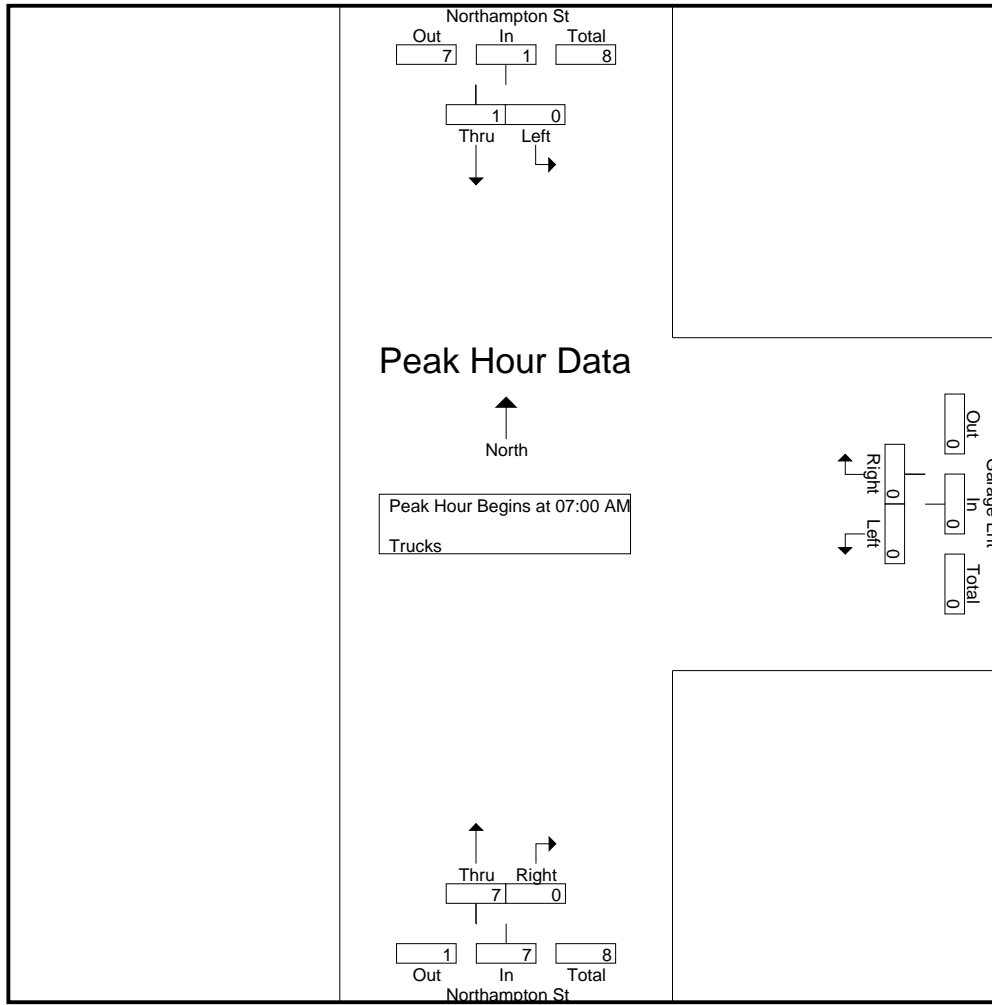 Northampton St
Out In Total
7 1 8
1 0
Thru Left
Peak Hour Data
North
Peak Hour Begins at 07:00 AM
Trucks
Right Left
0 0
0 0 0
Out In Total
Thru Right
7 0
1 7 8
Out In Total
Northampton St